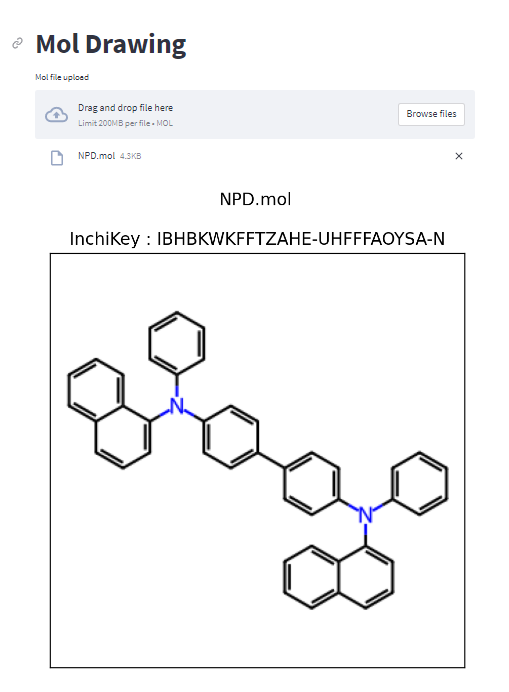 Mol Drawing
Mol file upload
Drag and drop file here
Limit 200MB per file • MOL
Browse files
NPD.mol 4.3KB
NPD.mol
InchiKey : IBHBKWKFFTZAHE-UHFFFAOYSA-N
N
N